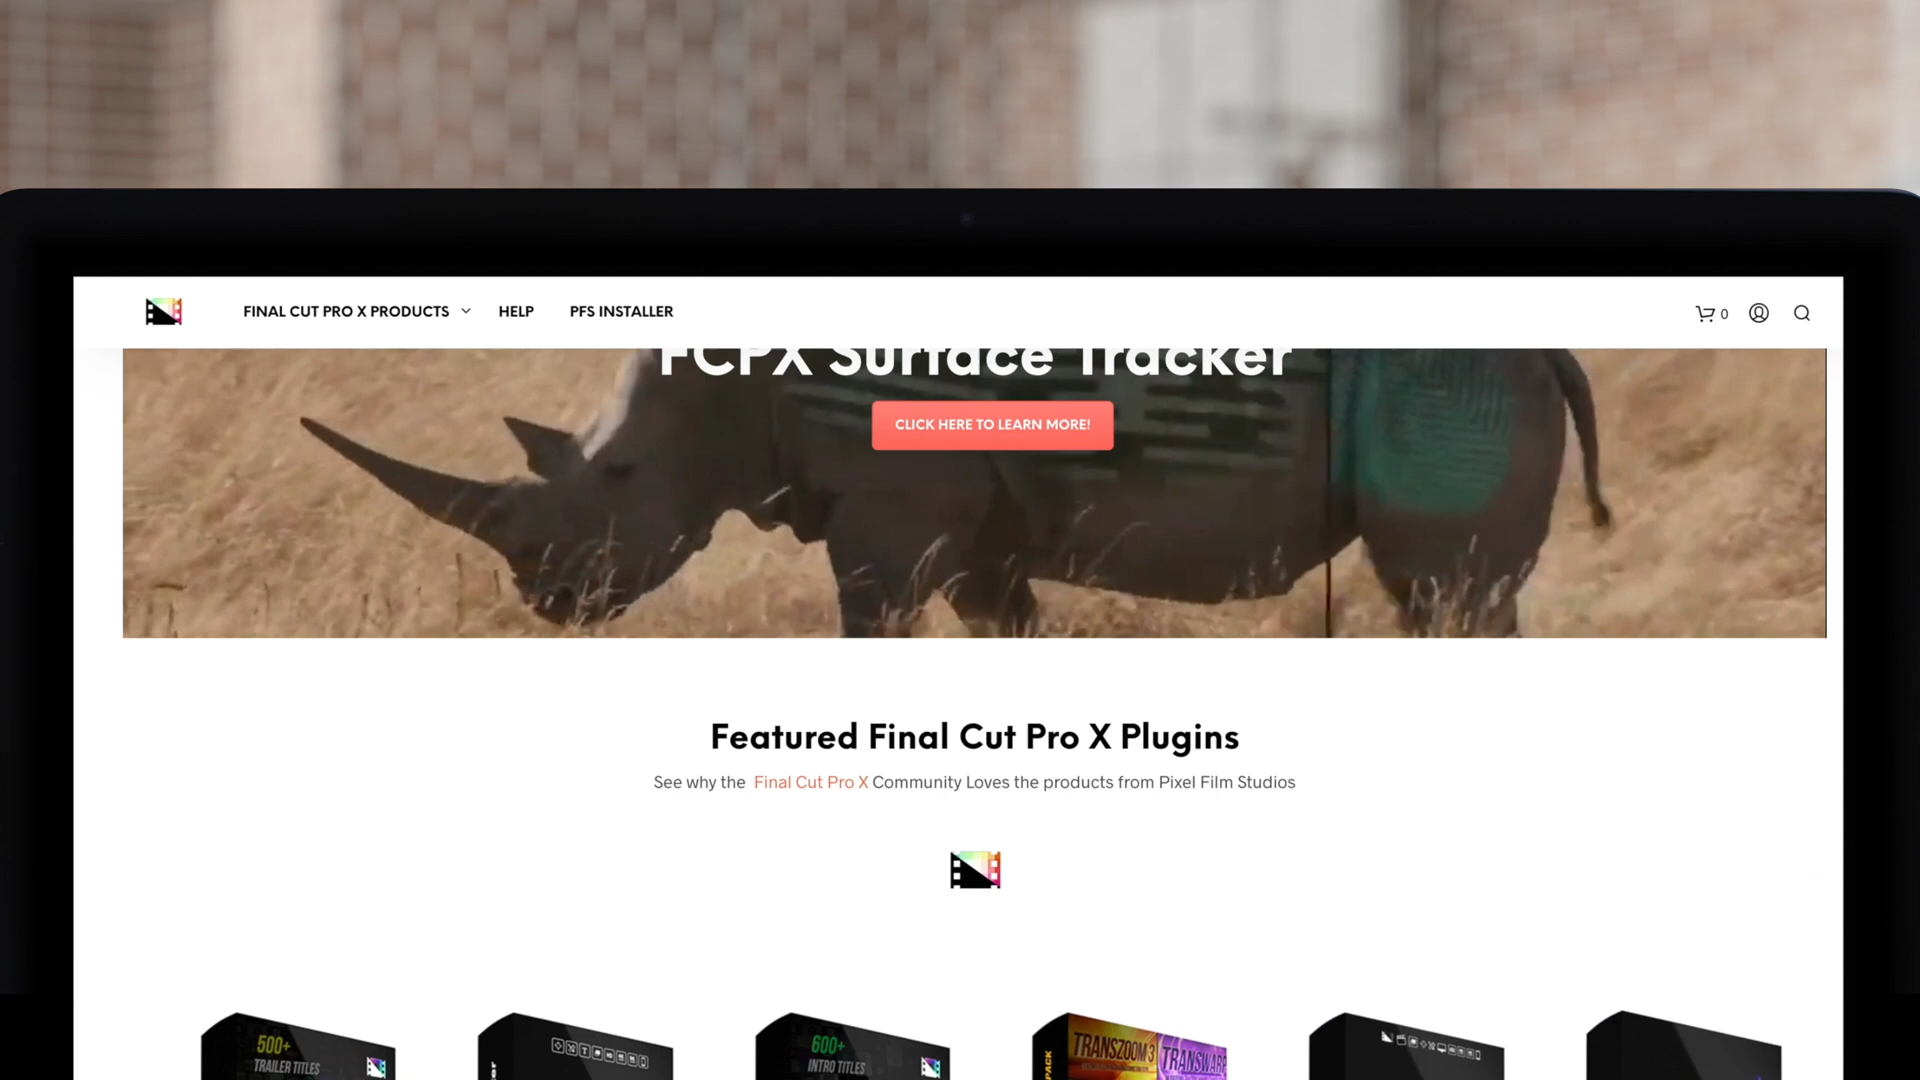 FINAL CUT PRO X PRODUCTS HELP PFS INSTALLER 0
FCPX Surface Tracker
CLICK HERE TO LEARN MORE!
Featured Final Cut Pro X Plugins
See why the Final Cut Pro X Community Loves the products from Pixel Film Studios
500+
TRAILER TITLES
600+
INTRO TITLES
PACK
TRANSZOOM 3
TRANSWARP